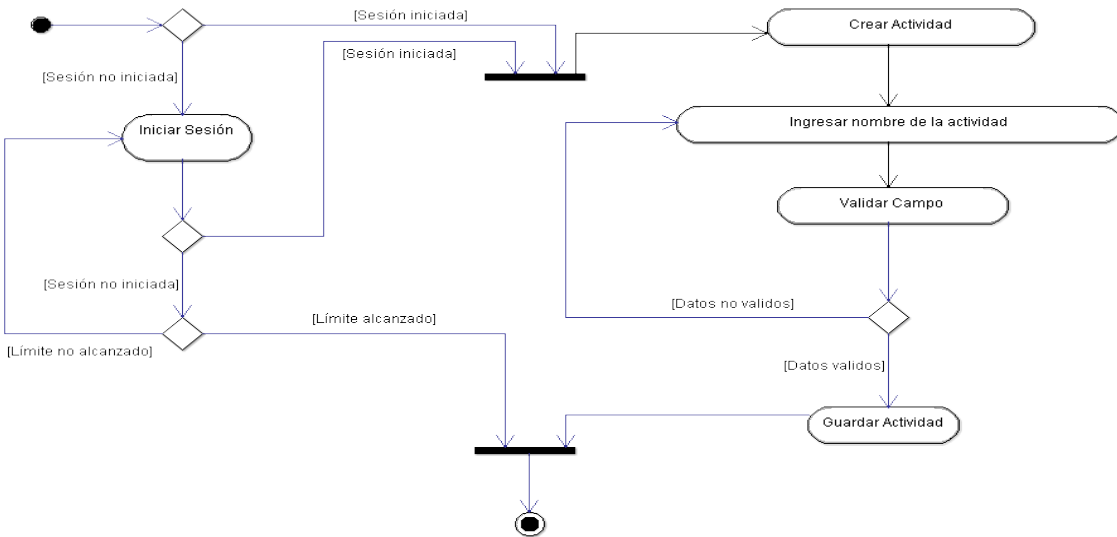 [Sesión iniciada]
Crear Actividad
[Sesión iniciada]
[Sesión no iniciada]
Iniciar Sesión
Ingresar nombre de la actividad
Validar Campo
[Sesión no iniciada]
[Datos no validos]
[Límite alcanzado]
[Límite no alcanzado]
[Datos validos]
Guardar Actividad